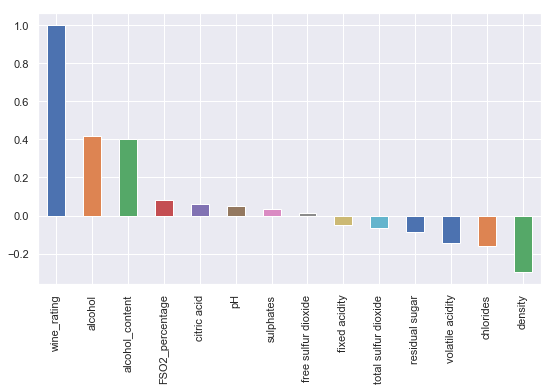 1.0
0.8
0.6
0.4
0.2
0.0
−0.2
wine_rating
alcohol
alcohol_content
FSO2_percentage
citric acid
pH
sulphates
free sulfur dioxide
fixed acidity
total sulfur dioxide
residual sugar
volatile acidity
chlorides
density